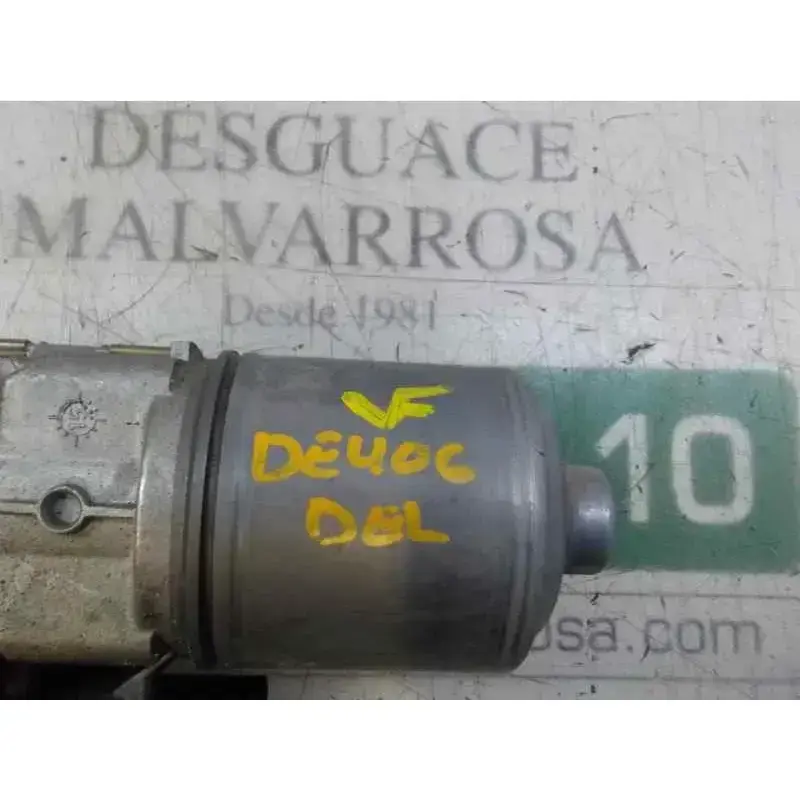 DESGUACE
MALVARROSA
Desde 1981
VF
DE406
DEL
10
osa.com